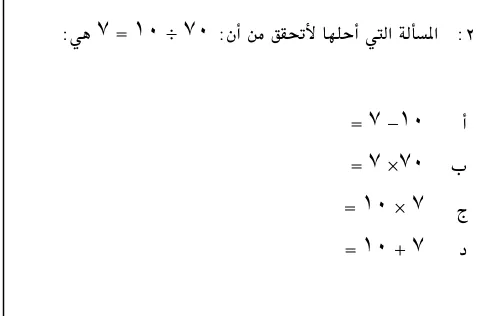 ٢: المسألة التي أحلها لأتحقق من أن: ٧٠ ÷ ١٠ = ٧ هي:
أ ١٠– ٧ =
ب ٧٠× ٧ =
ج ٧ × ١٠ =
د ٧ + ١٠ =